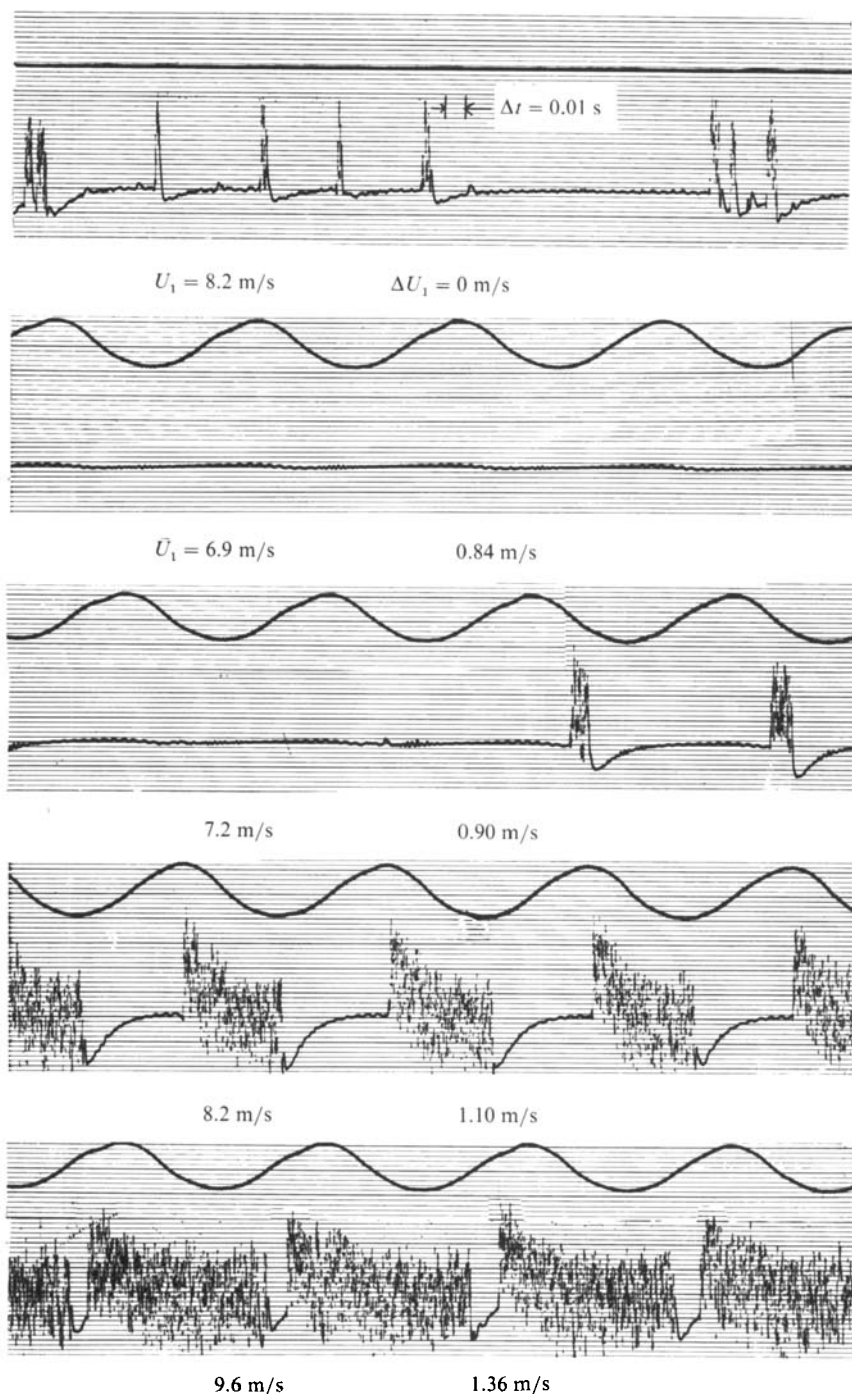 Δt = 0.01 s
U₁ = 8.2 m/s ΔU₁ = 0 m/s
Ū₁ = 6.9 m/s 0.84 m/s
7.2 m/s 0.90 m/s
8.2 m/s 1.10 m/s
9.6 m/s 1.36 m/s